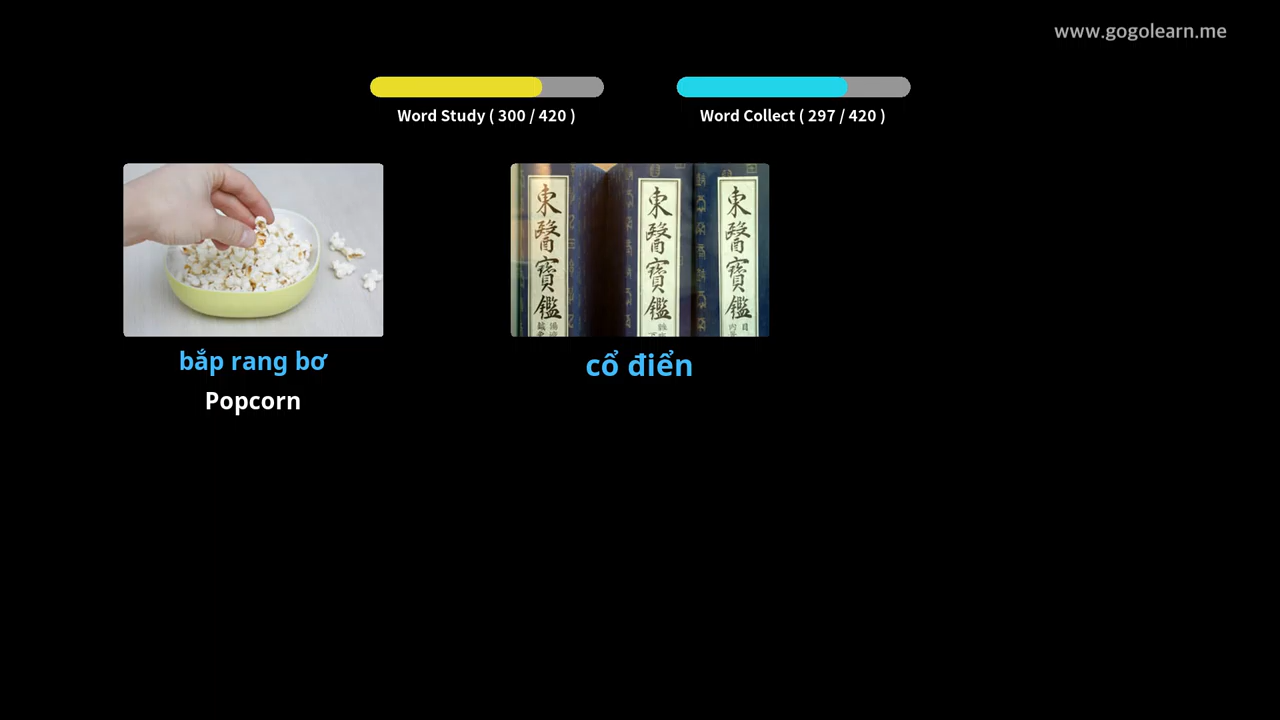 www.gogolearn.me
Word Study ( 300 / 420 )
Word Collect ( 297 / 420 )
東醫寶鑑
東醫寶鑑
東醫寶鑑
bắp rang bơ
cổ điển
Popcorn